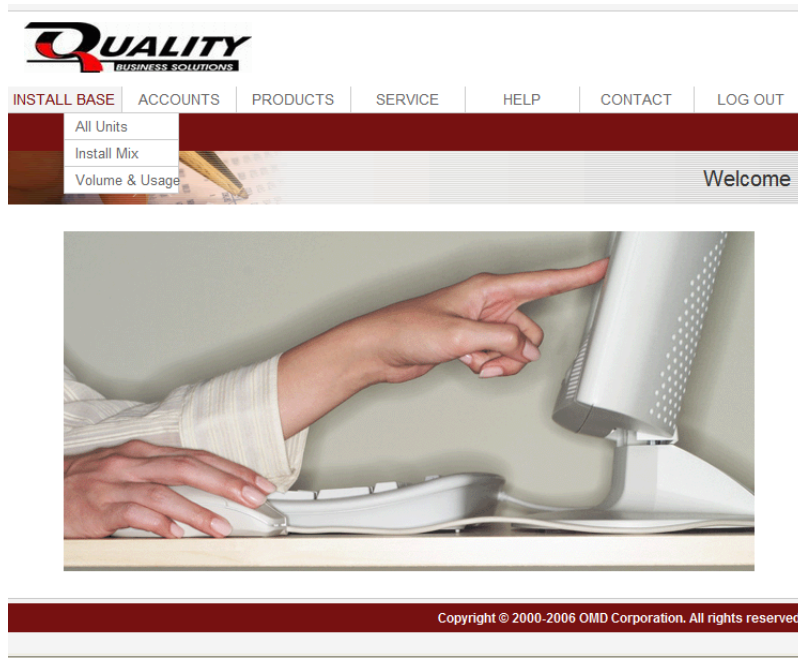 QUALITY
BUSINESS SOLUTIONS
INSTALL BASE ACCOUNTS PRODUCTS SERVICE HELP CONTACT LOG OUT
All Units
Install Mix
Volume & Usage
Welcome
Copyright © 2000-2006 OMD Corporation. All rights reserved